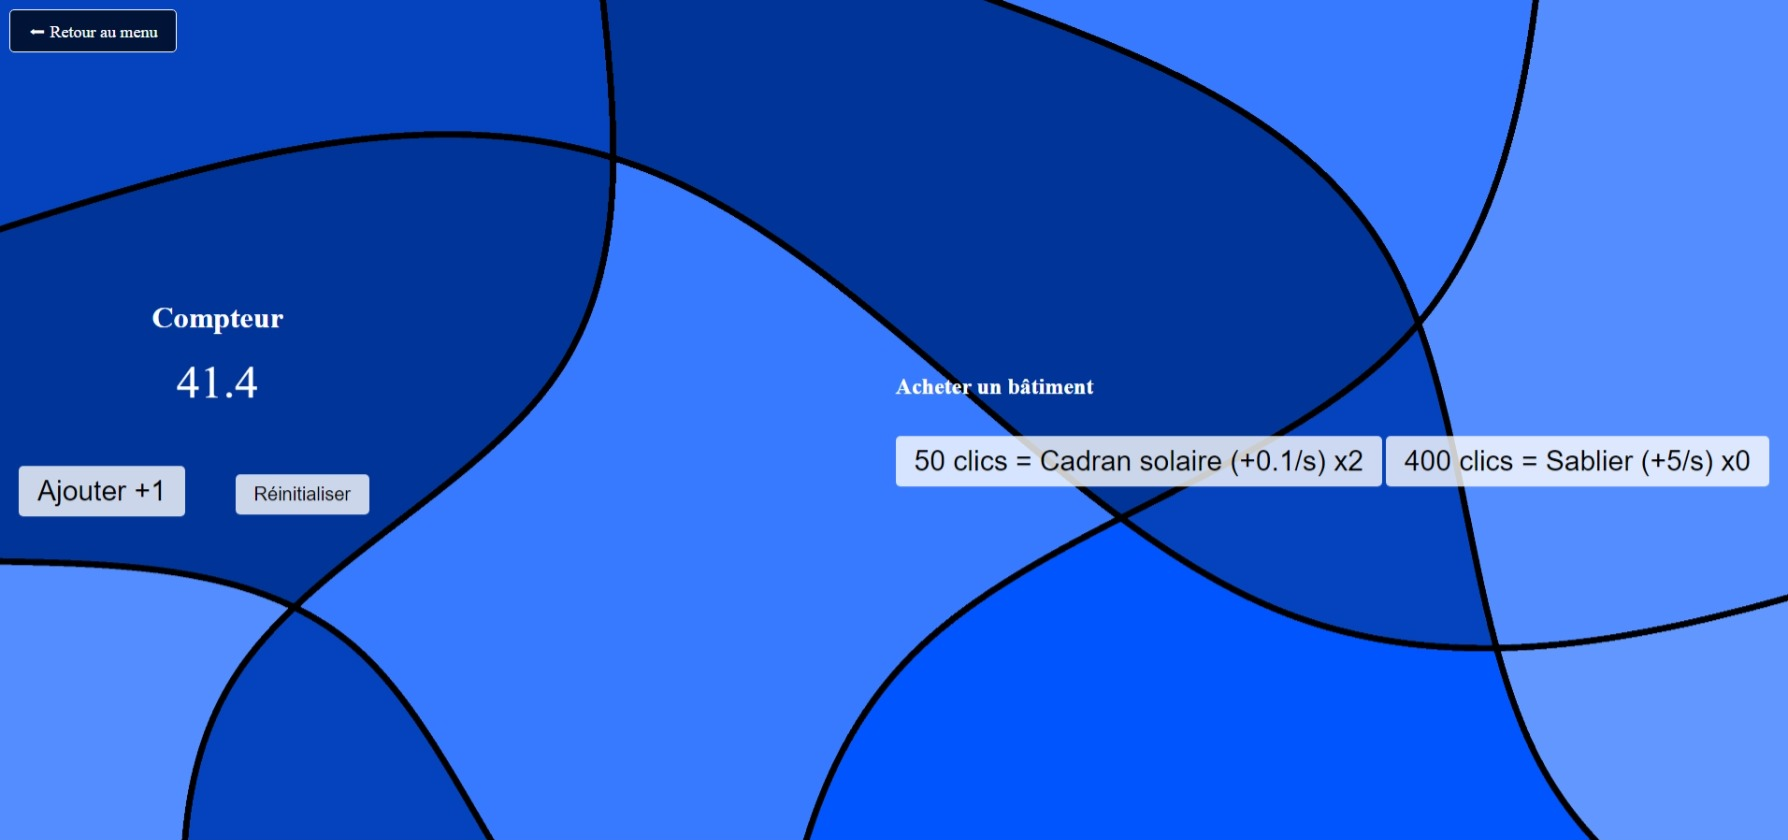 ⬅ Retour au menu
Compteur
41.4
Ajouter +1
Réinitialiser
Acheter un bâtiment
50 clics = Cadran solaire (+0.1/s) x2
400 clics = Sablier (+5/s) x0